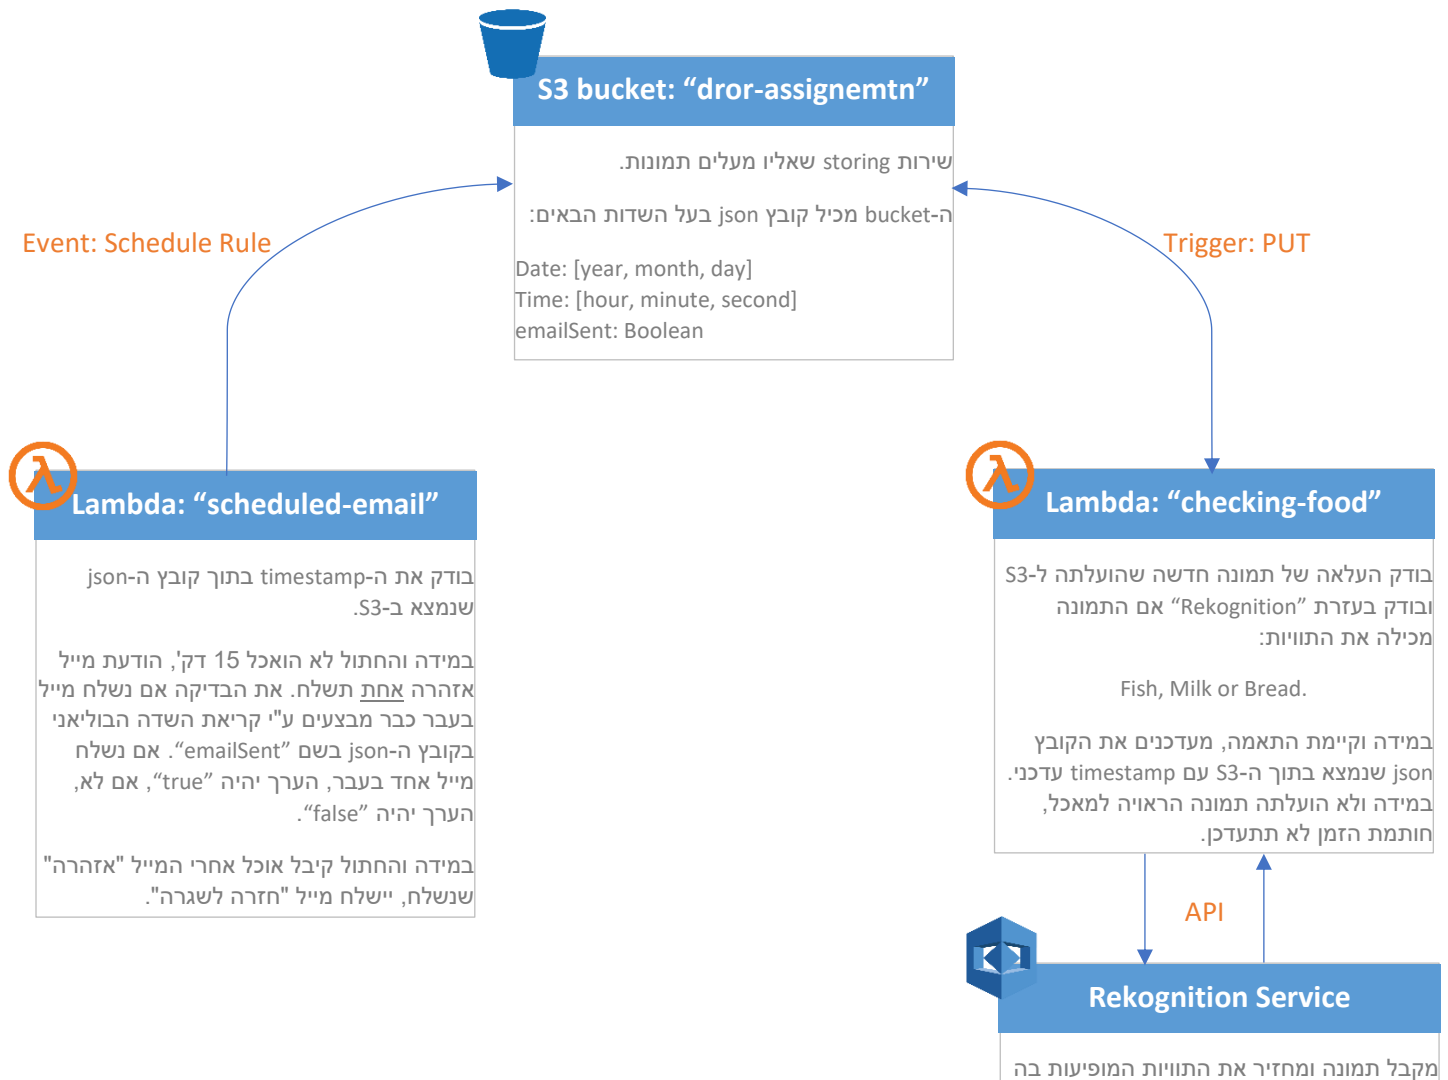 S3 bucket: “dror-assignemtn”
שירות storing שאליו מעלים תמונות.
ה-bucket מכיל קובץ json בעל השדות הבאים:
Date: [year, month, day]
Time: [hour, minute, second]
emailSent: Boolean
Event: Schedule Rule
Trigger: PUT
Lambda: “scheduled-email”
בודק את ה-timestamp בתוך קובץ ה-json
שנמצא ב-S3.
במידה והחתול לא הואכל 15 דק', הודעת מייל
אזהרה אחת תשלח. את הבדיקה אם נשלח מייל
בעבר כבר מבצעים ע"י קריאת השדה הבוליאני
בקובץ ה-json בשם “emailSent”. אם נשלח
מייל אחד בעבר, הערך יהיה “true”, אם לא,
הערך יהיה “false”.
במידה והחתול קיבל אוכל אחרי המייל "אזהרה"
שנשלח, יישלח מייל "חזרה לשגרה".
Lambda: “checking-food”
בודק העלאה של תמונה חדשה שהועלתה ל-S3
ובודק בעזרת “Rekognition” אם התמונה
מכילה את התוויות:
Fish, Milk or Bread.
במידה וקיימת התאמה, מעדכנים את הקובץ
json שנמצא בתוך ה-S3 עם timestamp עדכני.
במידה ולא הועלתה תמונה הראויה למאכל,
חותמת הזמן לא תתעדכן.
API
Rekognition Service
מקבל תמונה ומחזיר את התוויות המופיעות בה